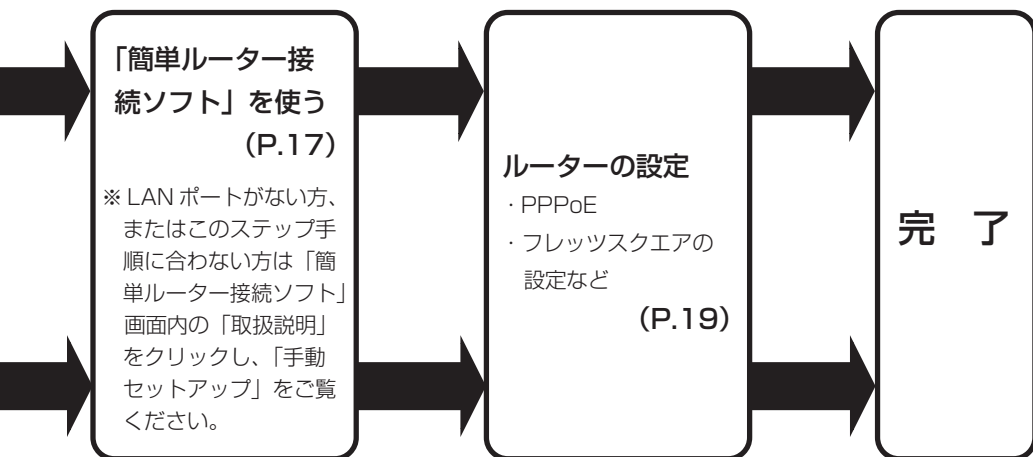 「簡単ルーター接
続ソフト」を使う
(P.17)
※ LAN ポートがない方、
またはこのステップ手
順に合わない方は「簡
単ルーター接続ソフト」
画面内の「取扱説明」
をクリックし、「手動
セットアップ」をご覧
ください。
ルーターの設定
・PPPoE
・フレッツスクエアの
設定など
(P.19)
完 了